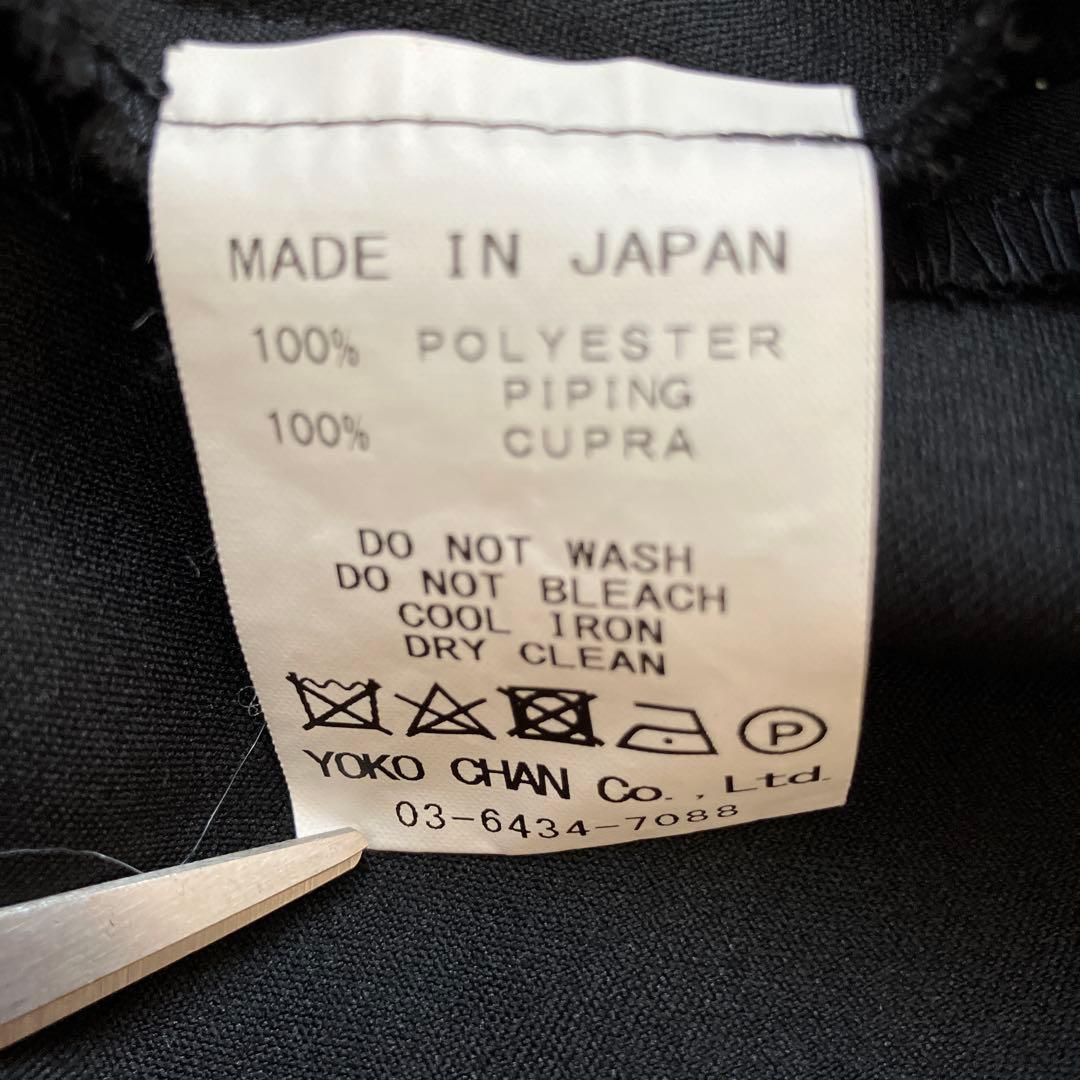 MADE IN JAPAN
100% POLYESTER
PIPING
100% CUPRA
DO NOT WASH
DO NOT BLEACH
COOL IRON
DRY CLEAN
P
YOKO CHAN Co.,Ltd.
03-6434-7088